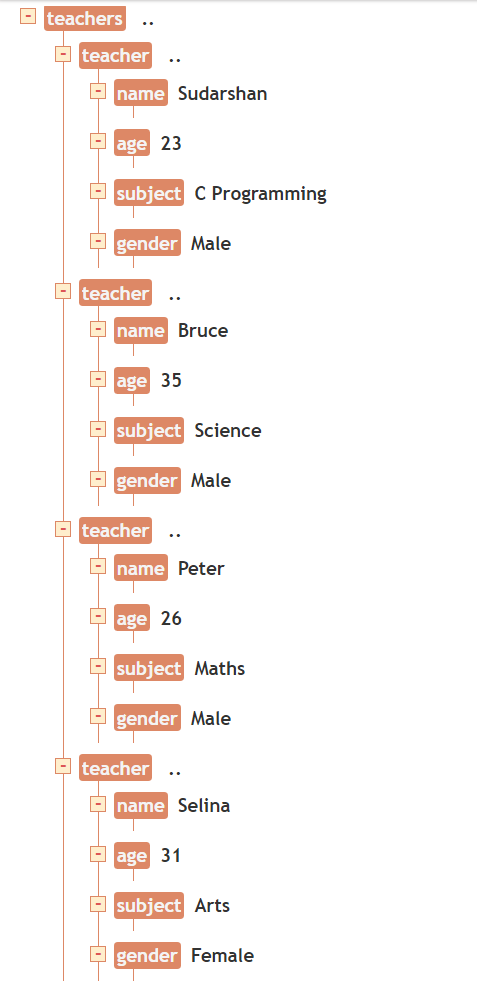 - teachers ..
- teacher ..
- name Sudarshan
- age 23
- subject C Programming
- gender Male
- teacher ..
- name Bruce
- age 35
- subject Science
- gender Male
- teacher ..
- name Peter
- age 26
- subject Maths
- gender Male
- teacher ..
- name Selina
- age 31
- subject Arts
- gender Female